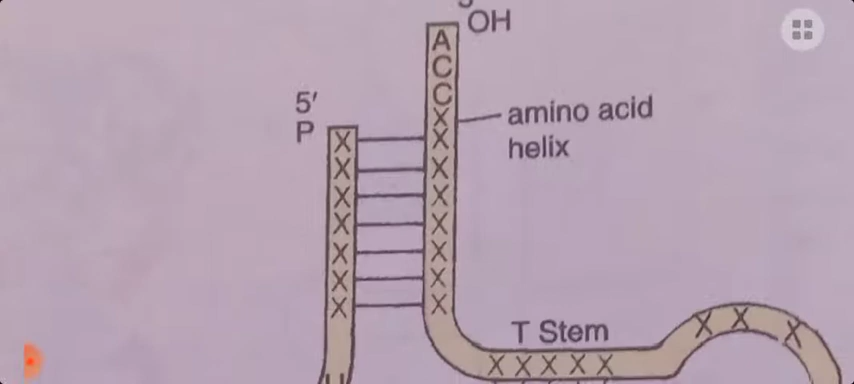 OH
A
C
C
X
5'
P
amino acid
helix
X X
X X
X X
X X
X X
X X
X X
T Stem
X X X X X
X X X